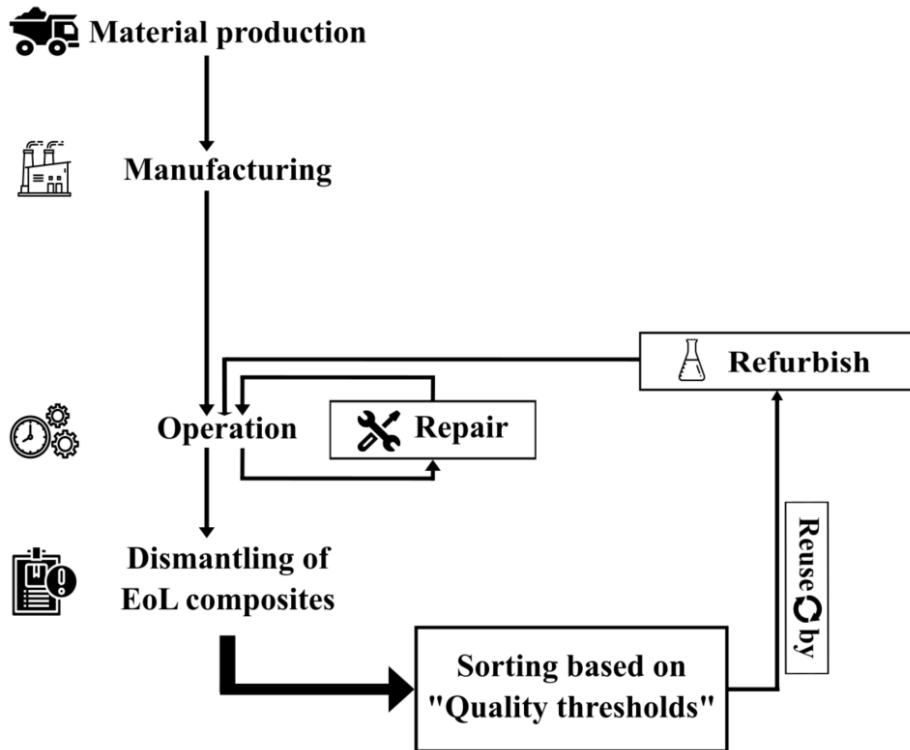 Material production
Manufacturing
Refurbish
Operation
Repair
Dismantling of
EoL composites
Reuse by
Sorting based on
"Quality thresholds"